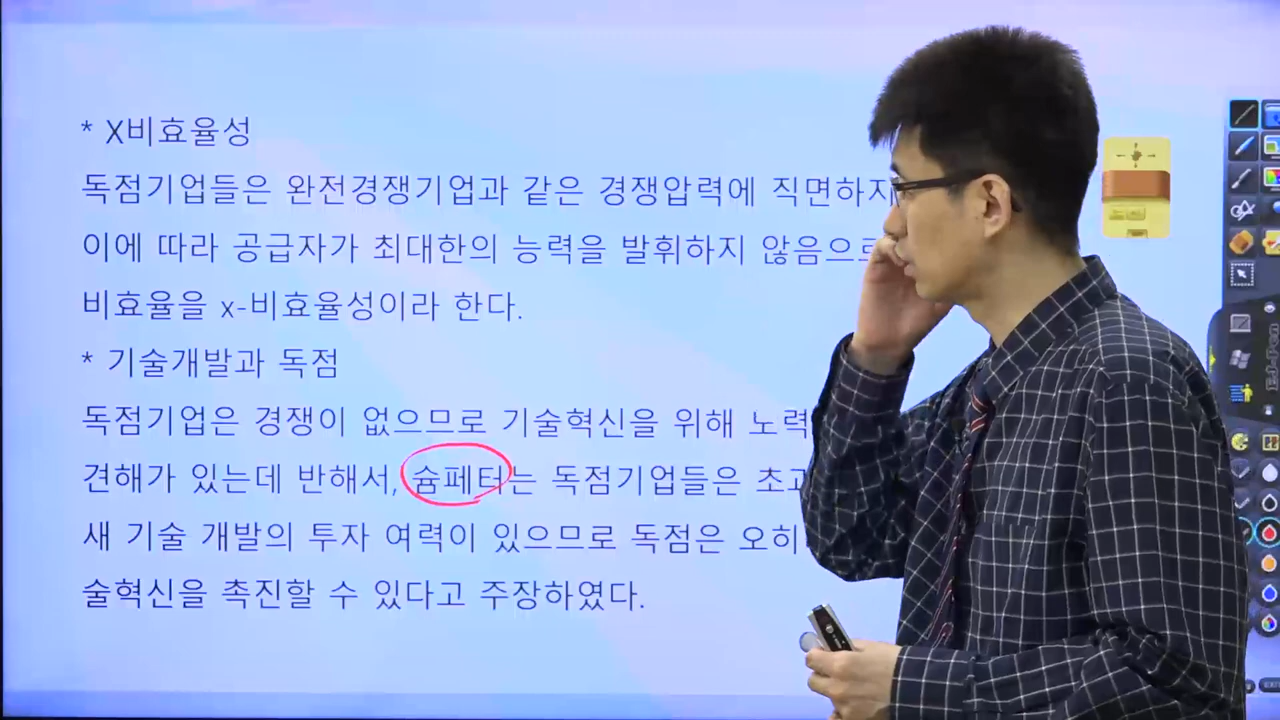 * X비효율성
독점기업들은 완전경쟁기업과 같은 경쟁압력에 직면하지
이에 따라 공급자가 최대한의 능력을 발휘하지 않음으로
비효율을 x-비효율성이라 한다.
* 기술개발과 독점
독점기업은 경쟁이 없으므로 기술혁신을 위해 노력
견해가 있는데 반해서, 슘페터는 독점기업들은 초과
새 기술 개발의 투자 여력이 있으므로 독점은 오히
술혁신을 촉진할 수 있다고 주장하였다.